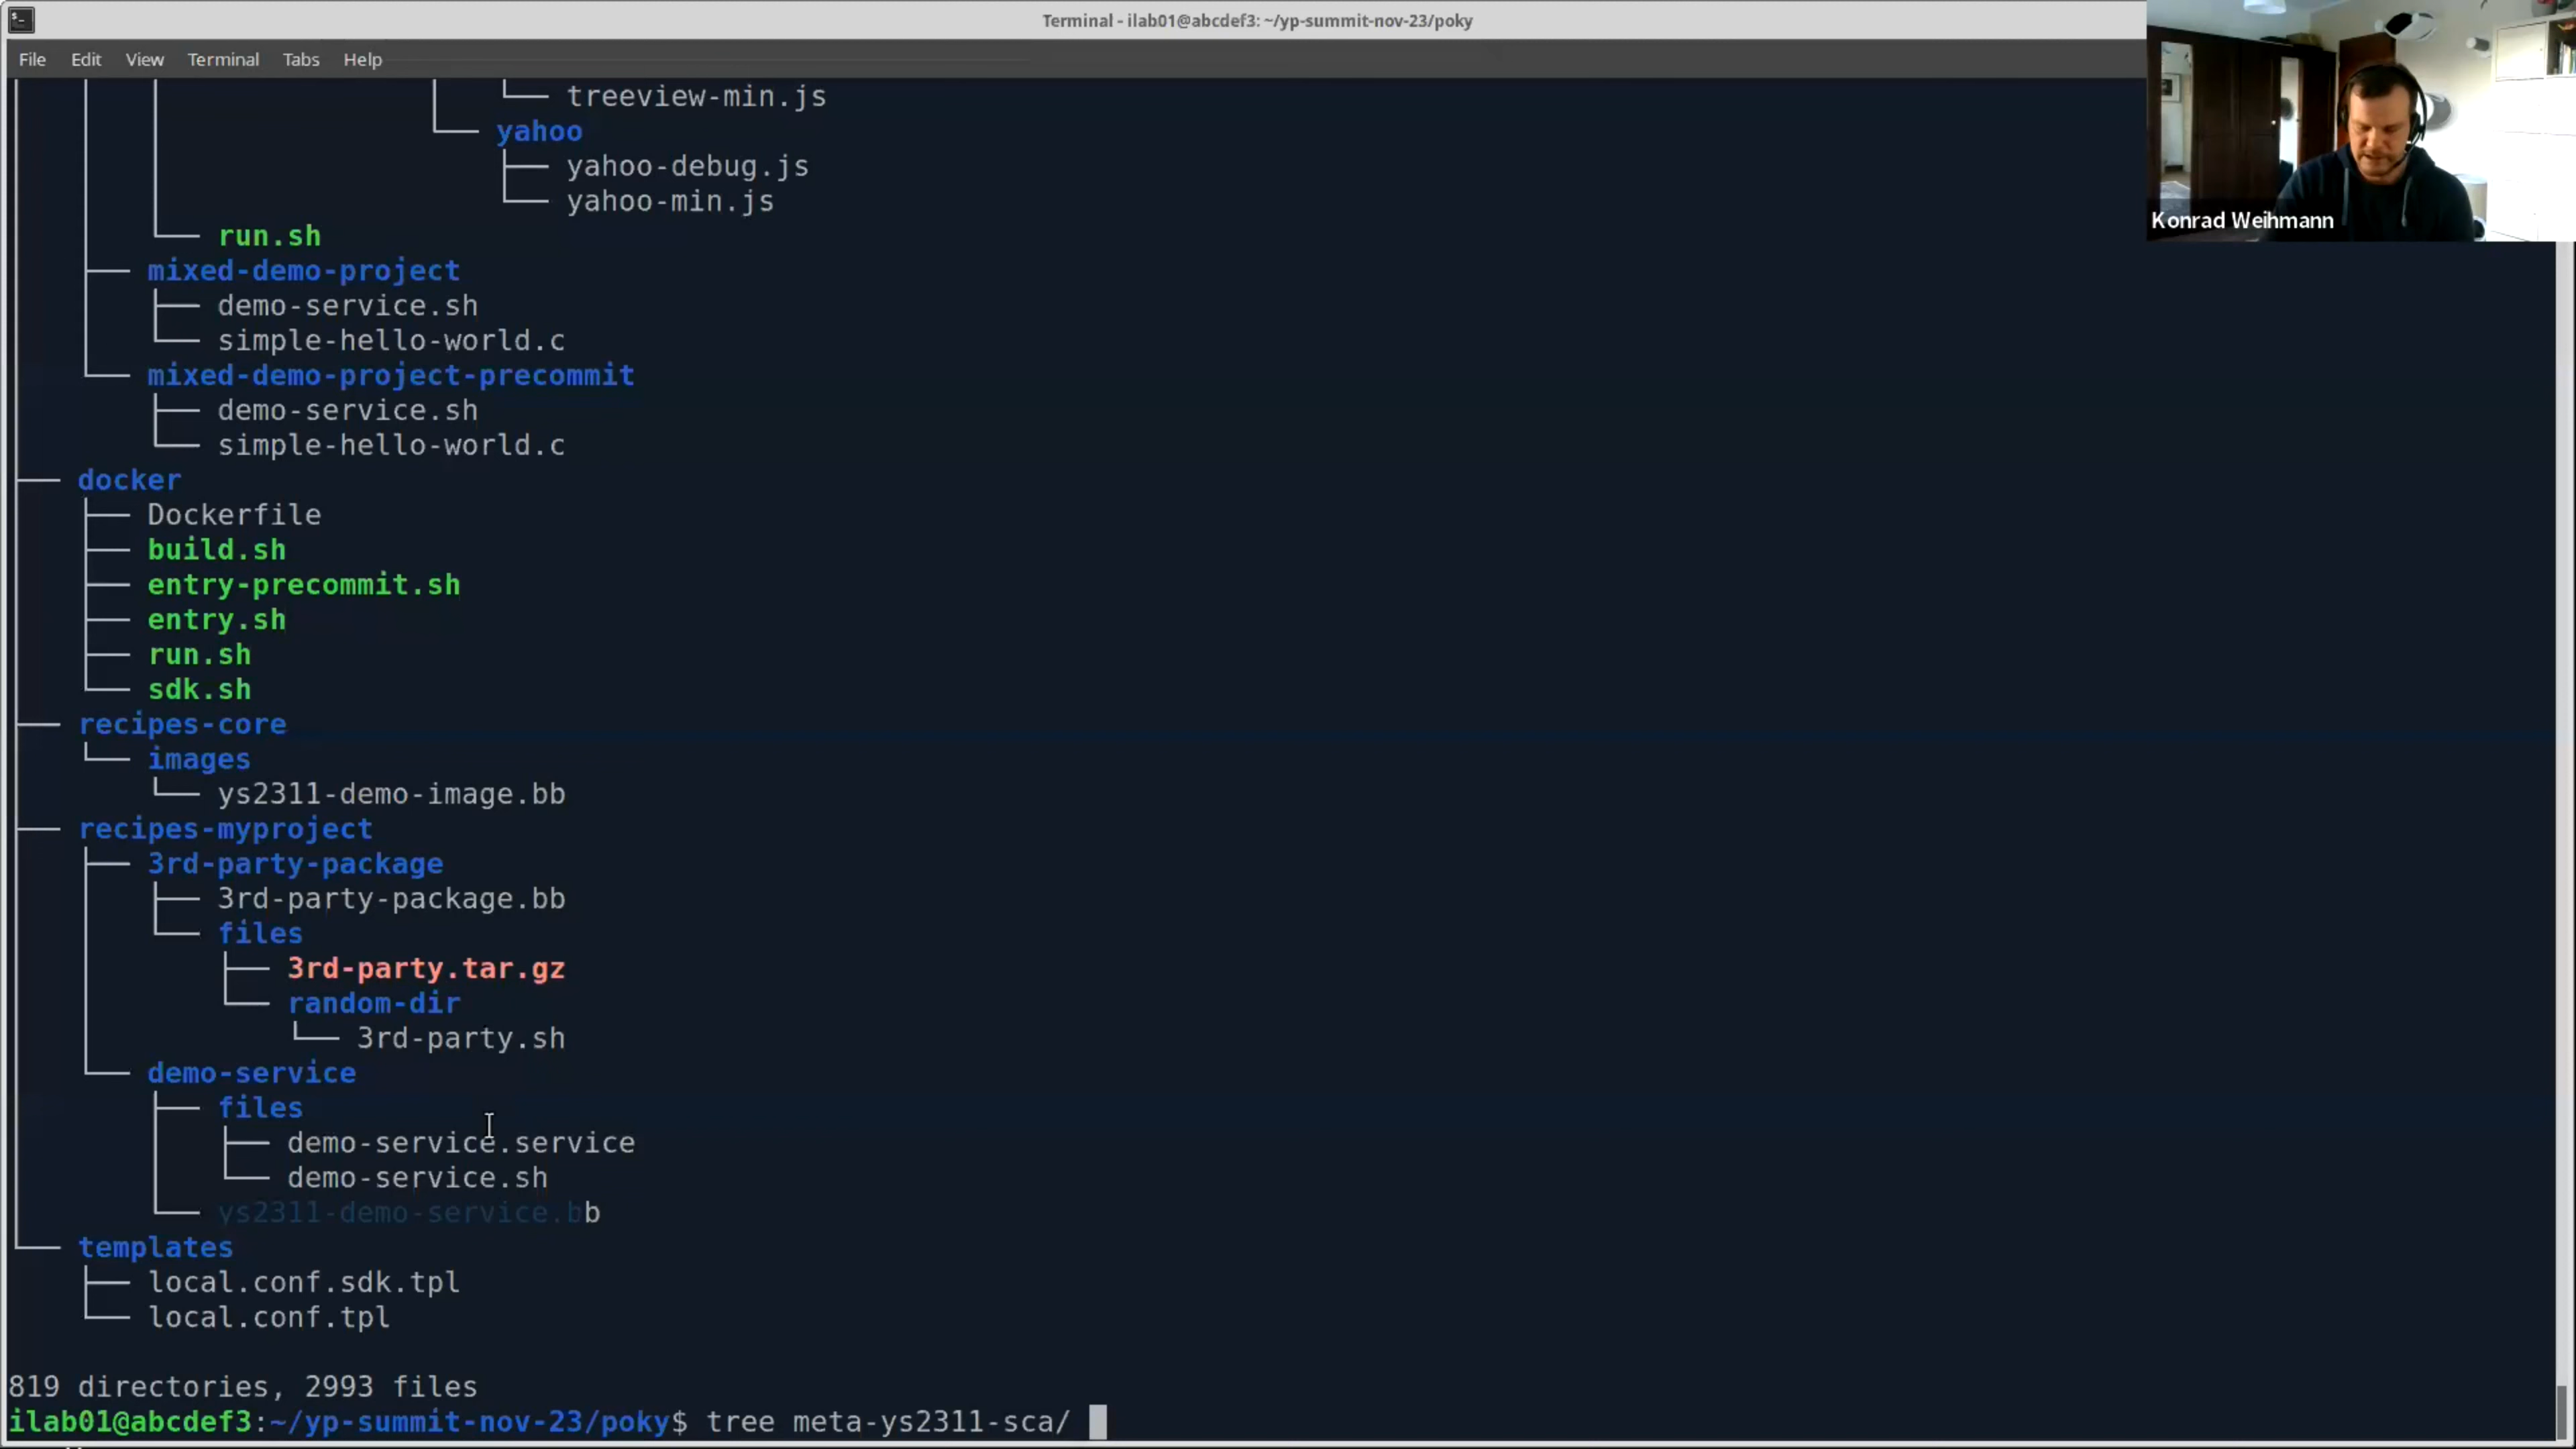 Terminal - ilab01@abcdef3: ~/yp-summit-nov-23/poky
File Edit View Terminal Tabs Help
treeview-min.js
yahoo
yahoo-debug.js
yahoo-min.js
run.sh
mixed-demo-project
demo-service.sh
simple-hello-world.c
mixed-demo-project-precommit
demo-service.sh
simple-hello-world.c
docker
Dockerfile
build.sh
entry-precommit.sh
entry.sh
run.sh
sdk.sh
recipes-core
images
ys2311-demo-image.bb
recipes-myproject
3rd-party-package
3rd-party-package.bb
files
3rd-party.tar.gz
random-dir
3rd-party.sh
demo-service
files
demo-service.service
demo-service.sh
ys2311-demo-service.bb
templates
local.conf.sdk.tpl
local.conf.tpl
819 directories, 2993 files
ilab01@abcdef3:~/yp-summit-nov-23/poky$ tree meta-ys2311-sca/
Konrad Weihmann